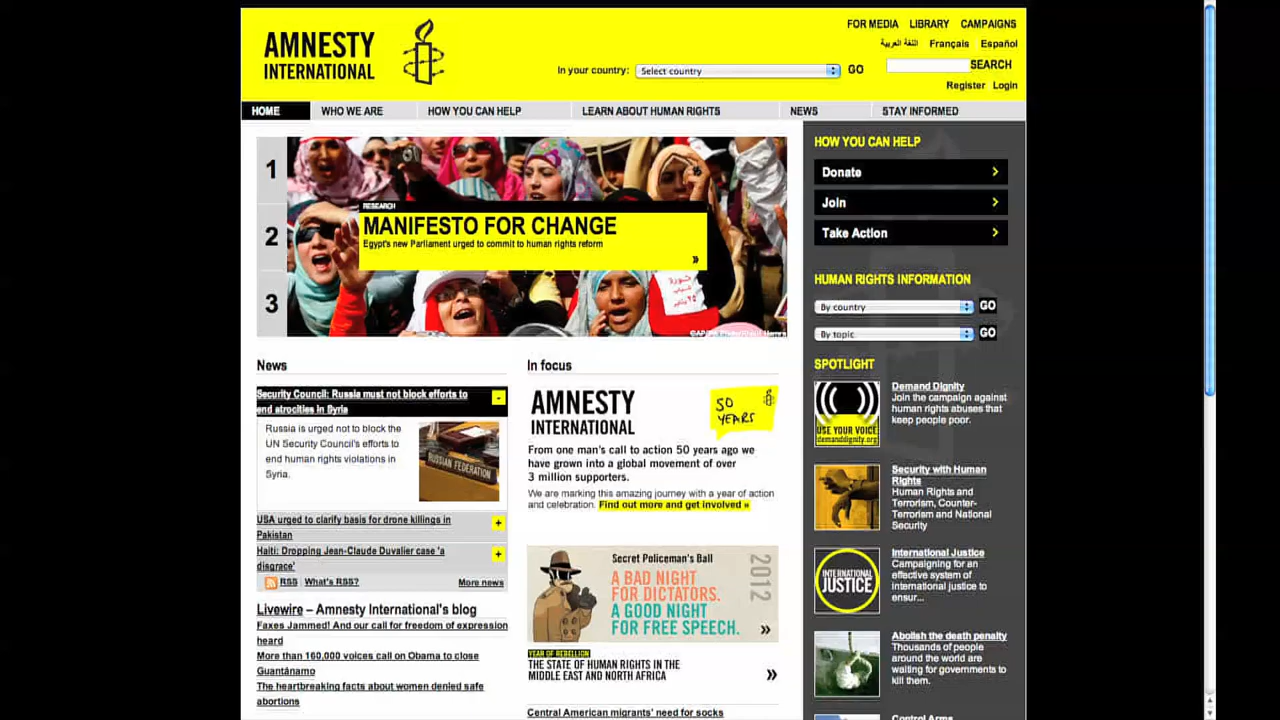 AMNESTY
INTERNATIONAL
FOR MEDIA LIBRARY CAMPAIGNS
اللغة العربية Français Español
In your country: Select country GO
SEARCH
Register Login
HOME WHO WE ARE HOW YOU CAN HELP LEARN ABOUT HUMAN RIGHTS NEWS STAY INFORMED
1
2
3
RESEARCH
MANIFESTO FOR CHANGE
Egypt's new Parliament urged to commit to human rights reform
»
News
Security Council: Russia must not block efforts to
end atrocities in Syria
-
Russia is urged not to block the
UN Security Council's efforts to
end human rights violations in
Syria.
RUSSIAN FEDERATION
USA urged to clarify basis for drone killings in
Pakistan
+
Haiti: Dropping Jean-Claude Duvalier case 'a
disgrace'
+
RSS What's RSS? More news
Livewire – Amnesty International's blog
Faxes Jammed! And our call for freedom of expression
heard
More than 160,000 voices call on Obama to close
Guantánamo
The heartbreaking facts about women denied safe
abortions
In focus
AMNESTY
INTERNATIONAL
50
YEARS
From one man's call to action 50 years ago we
have grown into a global movement of over
3 million supporters.
We are marking this amazing journey with a year of action
and celebration. Find out more and get involved »
Secret Policeman's Ball
2012
A BAD NIGHT
FOR DICTATORS.
A GOOD NIGHT
FOR FREE SPEECH. »
YEAR OF REBELLION
THE STATE OF HUMAN RIGHTS IN THE
MIDDLE EAST AND NORTH AFRICA »
Central American migrants' need for socks
HOW YOU CAN HELP
Donate
Join
Take Action
HUMAN RIGHTS INFORMATION
By country GO
By topic GO
SPOTLIGHT
USE YOUR VOICE
demanddignity.org
Demand Dignity
Join the campaign against
human rights abuses that
keep people poor.
Security with Human
Rights
Human Rights and
Terrorism, Counter-
Terrorism and National
Security
INTERNATIONAL
JUSTICE
International Justice
Campaigning for an
effective system of
international justice to
ensur...
Abolish the death penalty
Thousands of people
around the world are
waiting for governments to
kill them.
Control Arms